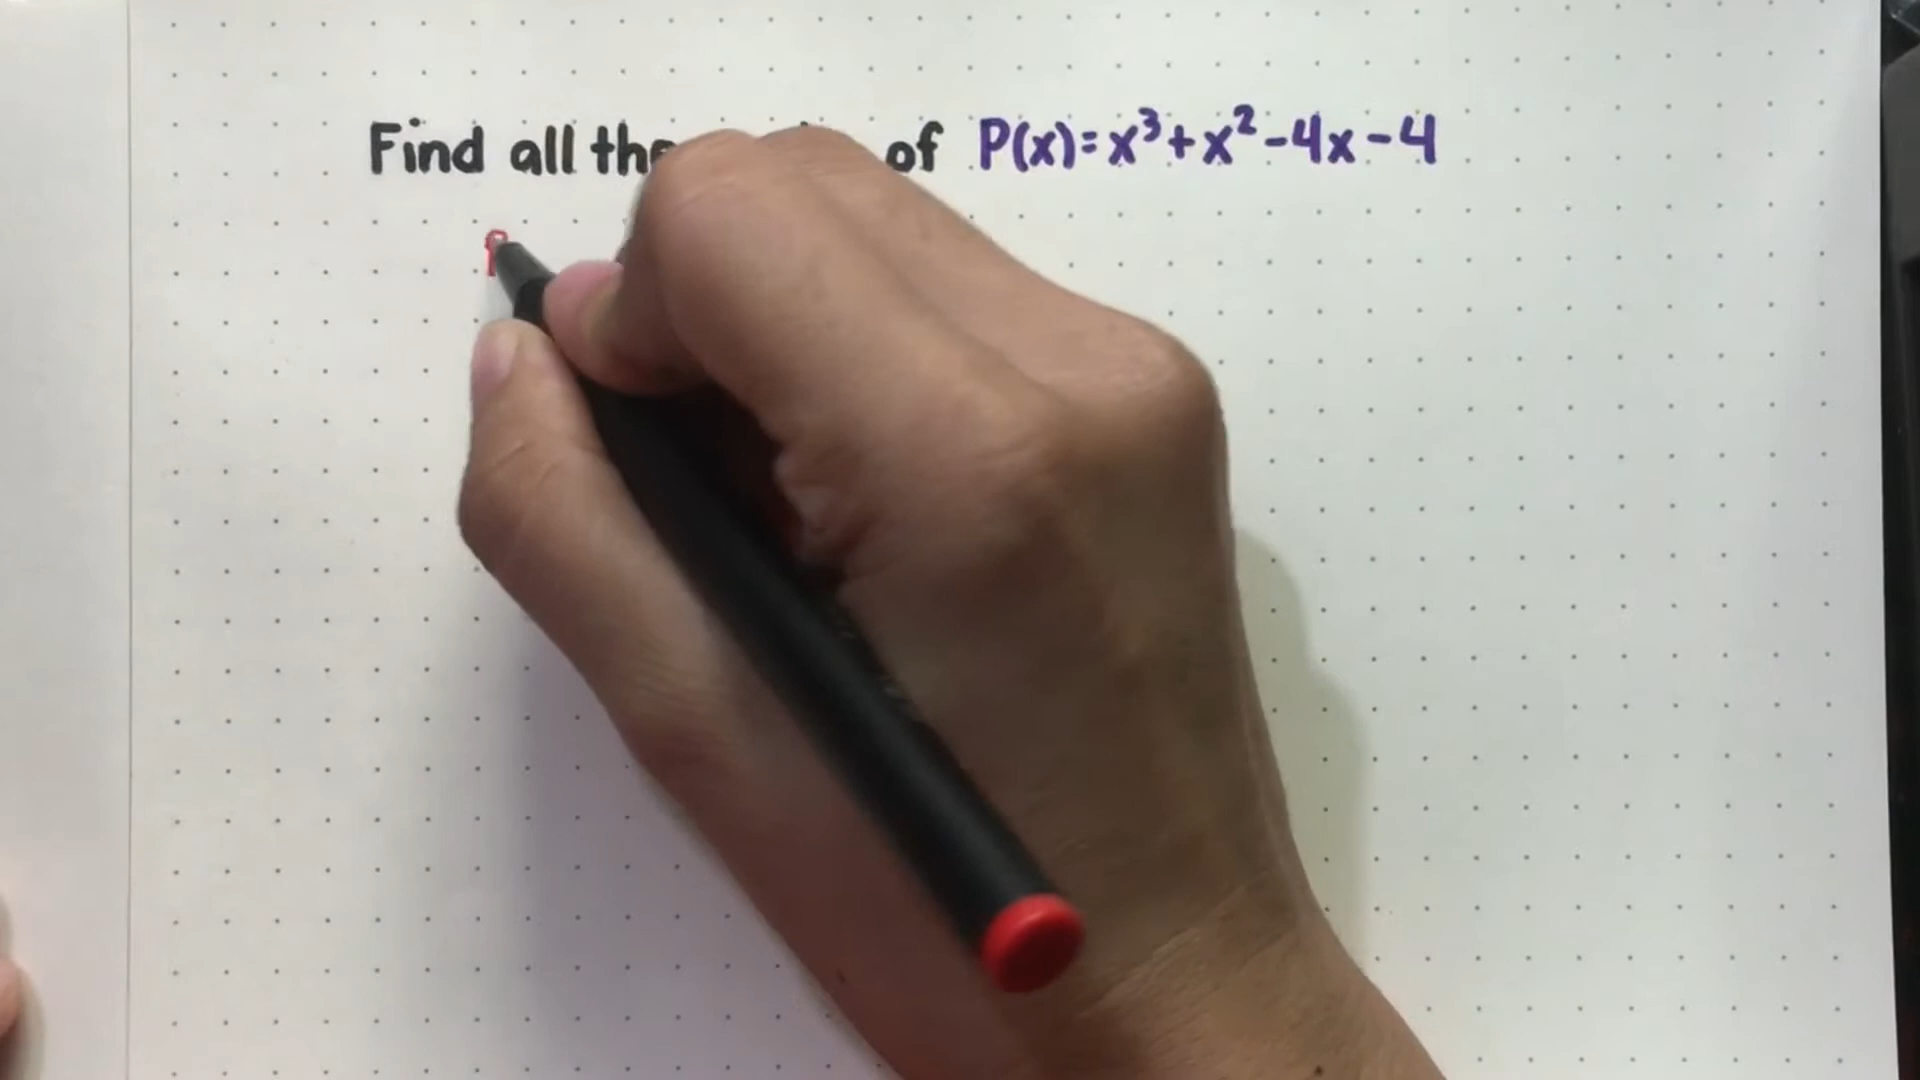 Find all the of P(x)=x³+x²-4x-4
P